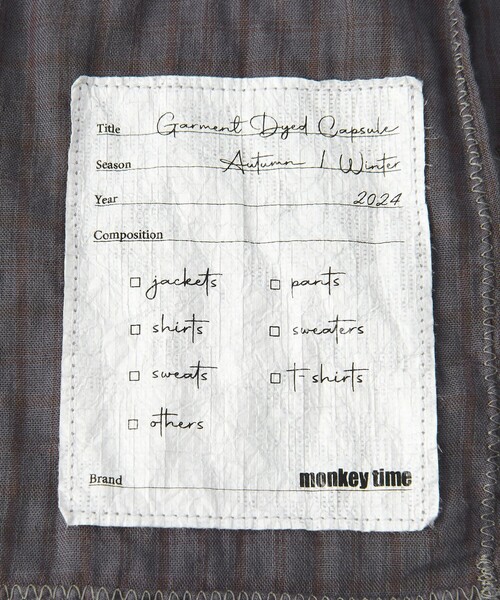 Title Garment Dyed Capsule
Season Autumn / Winter
Year 2024
Composition
jackets pants
shirts sweaters
sweats t-shirts
others
Brand monkey time